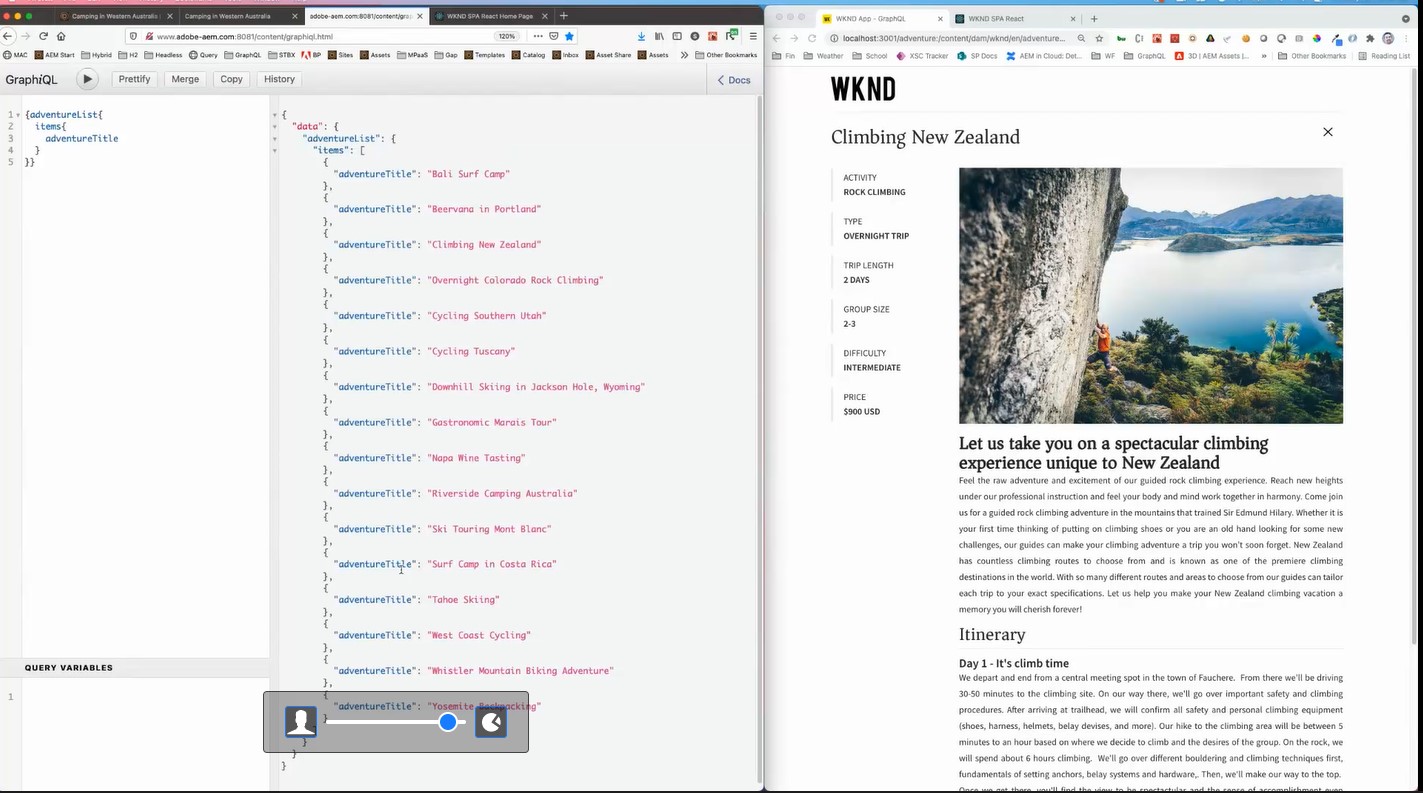 Camping in Western Australia
Camping in Western Australia
adobe-aem.com:8081/content/grap
WKND SPA React Home Page
www.adobe-aem.com:8081/content/graphiql.html
120%
MAC
AEM Start
Hybrid
H2
Headless
Query
GraphQL
STBX
BP
Sites
Assets
MPaaS
Gap
Templates
Catalog
Inbox
Asset Share
Assets
Other Bookmarks
GraphiQL
Prettify
Merge
Copy
History
Docs
1 {adventureList{
2 items{
3 adventureTitle
4 }
5 }}
QUERY VARIABLES
1
{
"data": {
"adventureList": {
"items": [
{
"adventureTitle": "Bali Surf Camp"
},
{
"adventureTitle": "Beervana in Portland"
},
{
"adventureTitle": "Climbing New Zealand"
},
{
"adventureTitle": "Overnight Colorado Rock Climbing"
},
{
"adventureTitle": "Cycling Southern Utah"
},
{
"adventureTitle": "Cycling Tuscany"
},
{
"adventureTitle": "Downhill Skiing in Jackson Hole, Wyoming"
},
{
"adventureTitle": "Gastronomic Marais Tour"
},
{
"adventureTitle": "Napa Wine Tasting"
},
{
"adventureTitle": "Riverside Camping Australia"
},
{
"adventureTitle": "Ski Touring Mont Blanc"
},
{
"adventureTitle": "Surf Camp in Costa Rica"
},
{
"adventureTitle": "Tahoe Skiing"
},
{
"adventureTitle": "West Coast Cycling"
},
{
"adventureTitle": "Whistler Mountain Biking Adventure"
},
{
"adventureTitle": "Yosemite Backpacking"
}
}
}
}
WKND App - GraphQL
WKND SPA React
localhost:3001/adventure:/content/dam/wknd/en/adventure...
Fin
Weather
School
XSC Tracker
SP Docs
AEM in Cloud: Det...
WF
GraphQL
3D | AEM Assets |...
Other Bookmarks
Reading List
WKND
Climbing New Zealand
ACTIVITY
ROCK CLIMBING
TYPE
OVERNIGHT TRIP
TRIP LENGTH
2 DAYS
GROUP SIZE
2-3
DIFFICULTY
INTERMEDIATE
PRICE
$900 USD
Let us take you on a spectacular climbing
experience unique to New Zealand
Feel the raw adventure and excitement of our guided rock climbing experience. Reach new heights
under our professional instruction and feel your body and mind work together in harmony. Come join
us for a guided rock climbing adventure in the mountains that trained Sir Edmund Hilary. Whether it is
your first time thinking of putting on climbing shoes or you are an old hand looking for some new
challenges, our guides can make your climbing adventure a trip you won't soon forget. New Zealand
has countless climbing routes to choose from and is known as one of the premiere climbing
destinations in the world. With so many different routes and areas to choose from our guides can tailor
each trip to your exact specifications. Let us help you make your New Zealand climbing vacation a
memory you will cherish forever!
Itinerary
Day 1 - It's climb time
We depart and end from a central meeting spot in the town of Fauchere. From there we'll be driving
30-50 minutes to the climbing site. On our way there, we'll go over important safety and climbing
procedures. After arriving at trailhead, we will confirm all safety and personal climbing equipment
(shoes, harness, helmets, belay devises, and more). Our hike to the climbing area will be between 5
minutes to an hour based on where we decide to climb and the desires of the group. On the rock, we
will spend about 6 hours climbing. We'll go over different bouldering and climbing techniques first,
fundamentals of setting anchors, belay systems and hardware,. Then, we'll make our way to the top.
Once we get there, you'll find the view to be spectacular and the sense of accomplishment even